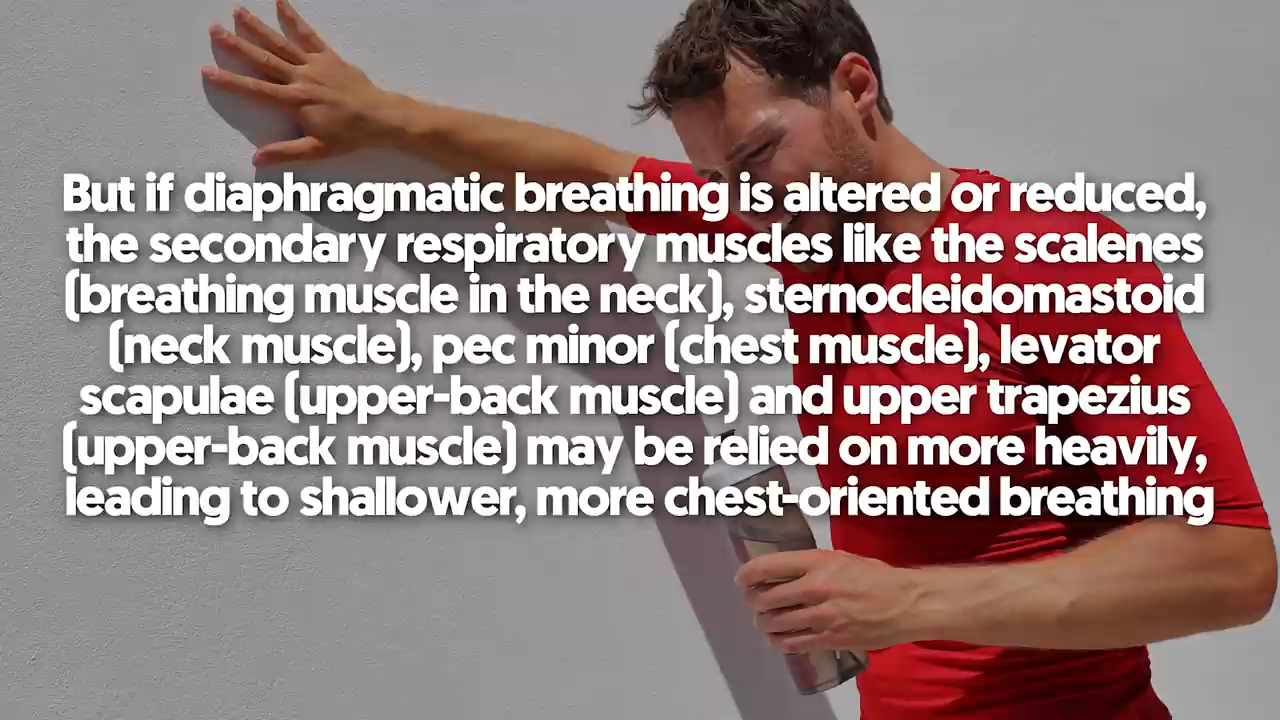 But if diaphragmatic breathing is altered or reduced,
the secondary respiratory muscles like the scalenes
(breathing muscle in the neck), sternocleidomastoid
(neck muscle), pec minor (chest muscle), levator
scapulae (upper-back muscle) and upper trapezius
(upper-back muscle) may be relied on more heavily,
leading to shallower, more chest-oriented breathing